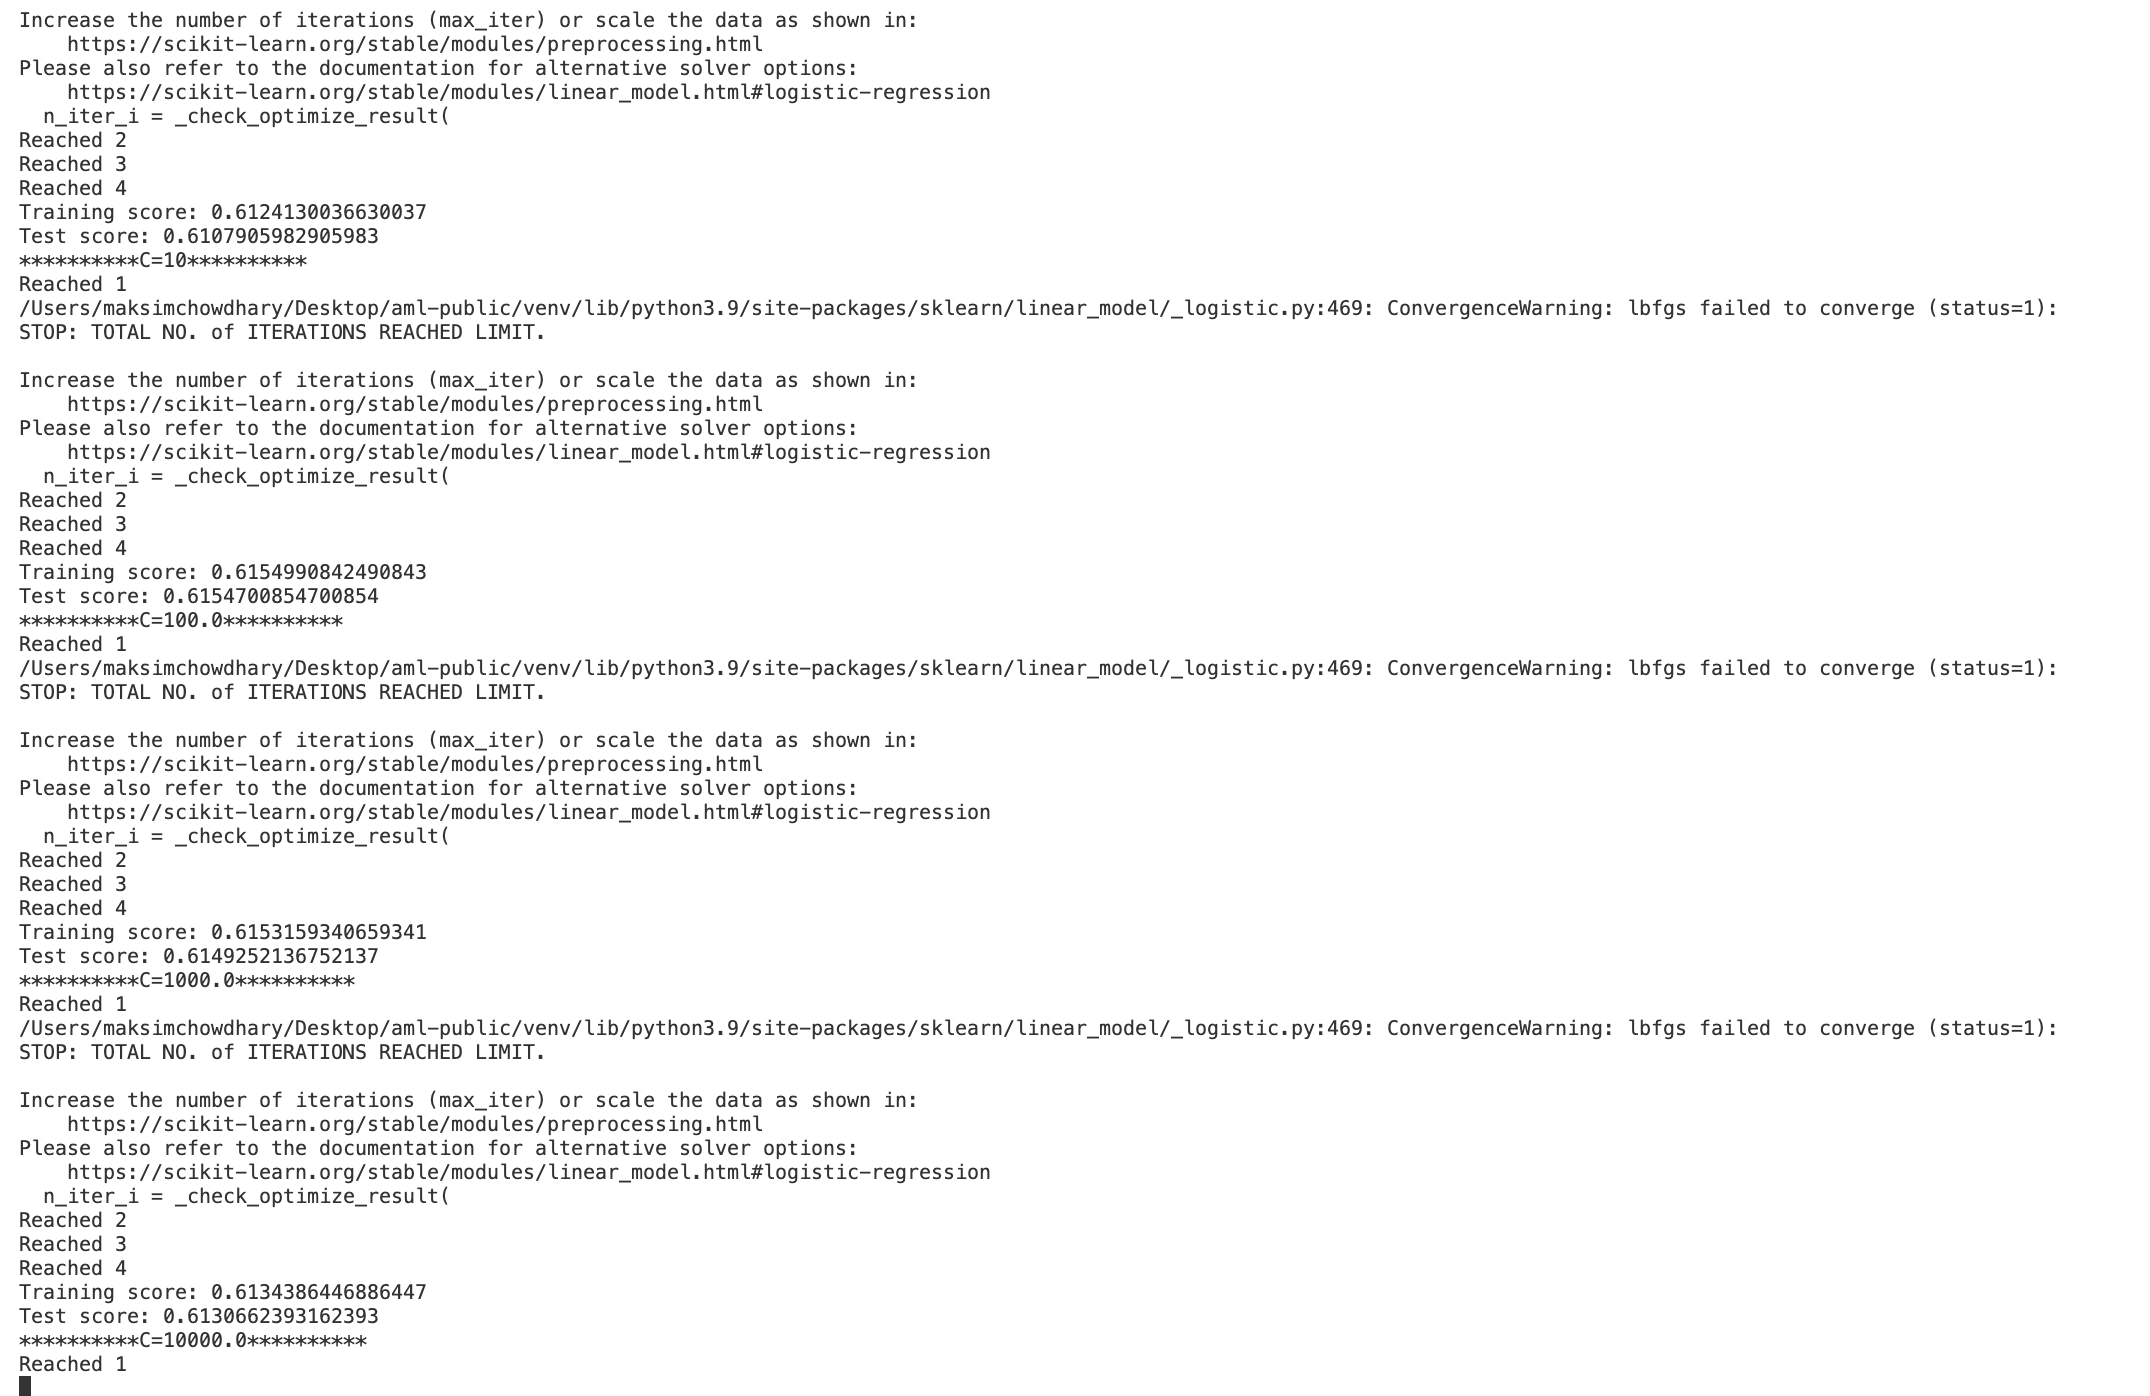 Increase the number of iterations (max_iter) or scale the data as shown in:
    https://scikit-learn.org/stable/modules/preprocessing.html
Please also refer to the documentation for alternative solver options:
    https://scikit-learn.org/stable/modules/linear_model.html#logistic-regression
  n_iter_i = _check_optimize_result(
Reached 2
Reached 3
Reached 4
Training score: 0.6124130036630037
Test score: 0.6107905982905983
**********C=10**********
Reached 1
/Users/maksimchowdhary/Desktop/aml-public/venv/lib/python3.9/site-packages/sklearn/linear_model/_logistic.py:469: ConvergenceWarning: lbfgs failed to converge (status=1):
STOP: TOTAL NO. of ITERATIONS REACHED LIMIT.

Increase the number of iterations (max_iter) or scale the data as shown in:
    https://scikit-learn.org/stable/modules/preprocessing.html
Please also refer to the documentation for alternative solver options:
    https://scikit-learn.org/stable/modules/linear_model.html#logistic-regression
  n_iter_i = _check_optimize_result(
Reached 2
Reached 3
Reached 4
Training score: 0.6154990842490843
Test score: 0.6154700854700854
**********C=100.0**********
Reached 1
/Users/maksimchowdhary/Desktop/aml-public/venv/lib/python3.9/site-packages/sklearn/linear_model/_logistic.py:469: ConvergenceWarning: lbfgs failed to converge (status=1):
STOP: TOTAL NO. of ITERATIONS REACHED LIMIT.

Increase the number of iterations (max_iter) or scale the data as shown in:
    https://scikit-learn.org/stable/modules/preprocessing.html
Please also refer to the documentation for alternative solver options:
    https://scikit-learn.org/stable/modules/linear_model.html#logistic-regression
  n_iter_i = _check_optimize_result(
Reached 2
Reached 3
Reached 4
Training score: 0.6153159340659341
Test score: 0.6149252136752137
**********C=1000.0**********
Reached 1
/Users/maksimchowdhary/Desktop/aml-public/venv/lib/python3.9/site-packages/sklearn/linear_model/_logistic.py:469: ConvergenceWarning: lbfgs failed to converge (status=1):
STOP: TOTAL NO. of ITERATIONS REACHED LIMIT.

Increase the number of iterations (max_iter) or scale the data as shown in:
    https://scikit-learn.org/stable/modules/preprocessing.html
Please also refer to the documentation for alternative solver options:
    https://scikit-learn.org/stable/modules/linear_model.html#logistic-regression
  n_iter_i = _check_optimize_result(
Reached 2
Reached 3
Reached 4
Training score: 0.6134386446886447
Test score: 0.6130662393162393
**********C=10000.0**********
Reached 1